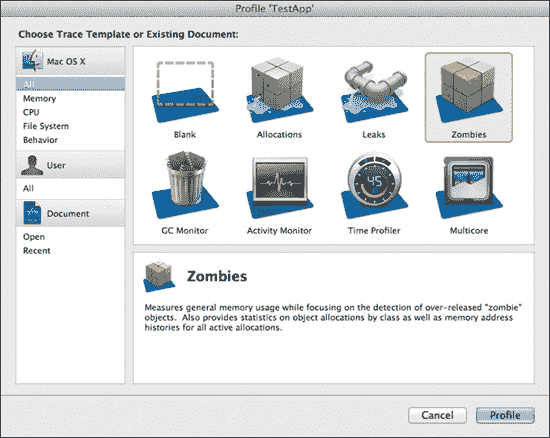 Profile 'TestApp'
Choose Trace Template or Existing Document:
Mac OS X
All
Memory
CPU
File System
Behavior
User
All
Document
Open
Recent
Blank
Allocations
Leaks
Zombies
GC Monitor
Activity Monitor
45
Time Profiler
Multicore
Zombies
Measures general memory usage while focusing on the detection of over-released "zombie"
objects. Also provides statistics on object allocations by class as well as memory address
histories for all active allocations.
Cancel
Profile